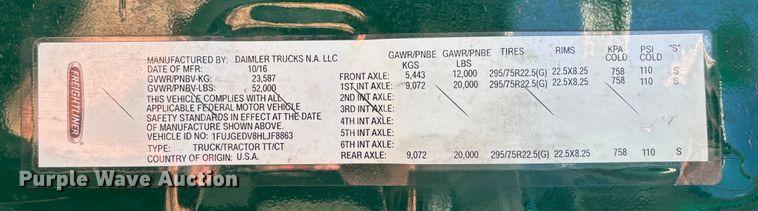 FREIGHTLINER
MANUFACTURED BY: DAIMLER TRUCKS N.A. LLC
DATE OF MFR: 10/16
GVWR/PNBV-KG: 23,587
GVWR/PNBV-LBS: 52,000
THIS VEHICLE COMPLIES WITH ALL
APPLICABLE FEDERAL MOTOR VEHICLE
SAFETY STANDARDS IN EFFECT AT THE DATE
OF MANUFACTURE SHOWN ABOVE.
VEHICLE ID NO: 1FUJGEDV8HLJF8863
TYPE: TRUCK/TRACTOR TT/CT
COUNTRY OF ORIGIN: U.S.A.
GAWR/PNBE GAWR/PNBE TIRES RIMS KPA PSI "S"
KGS LBS COLD COLD
FRONT AXLE: 5,443 12,000 295/75R22.5(G) 22.5X8.25 758 110 S
1ST INT AXLE: 9,072 20,000 295/75R22.5(G) 22.5X8.25 758 110 S
2ND INT AXLE:
3RD INT AXLE:
4TH INT AXLE:
5TH INT AXLE:
6TH INT AXLE:
REAR AXLE: 9,072 20,000 295/75R22.5(G) 22.5X8.25 758 110 S
Purple Wave Auction